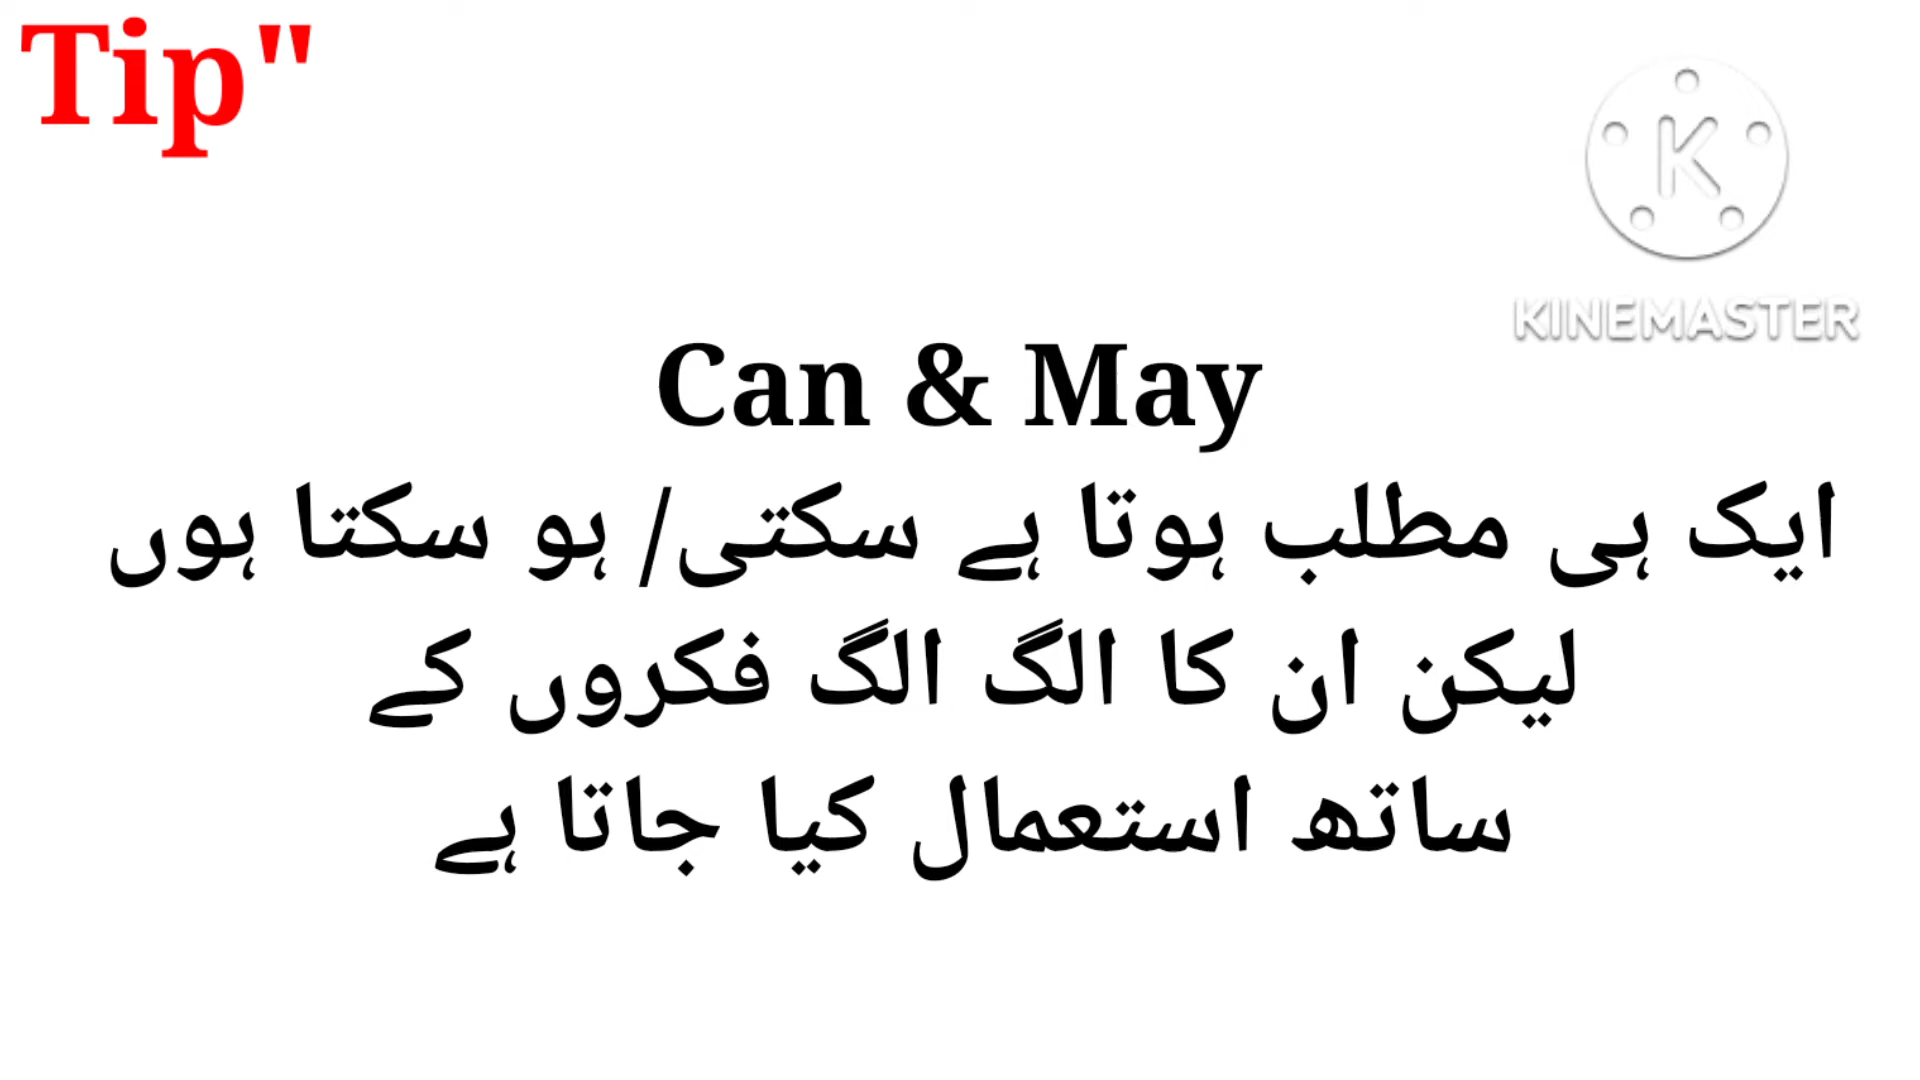 Tip"
KINEMASTER
Can & May
ایک ہی مطلب ہوتا ہے سکتی/ ہو سکتا ہوں
لیکن ان کا الگ الگ فکروں کے
ساتھ استعمال کیا جاتا ہے